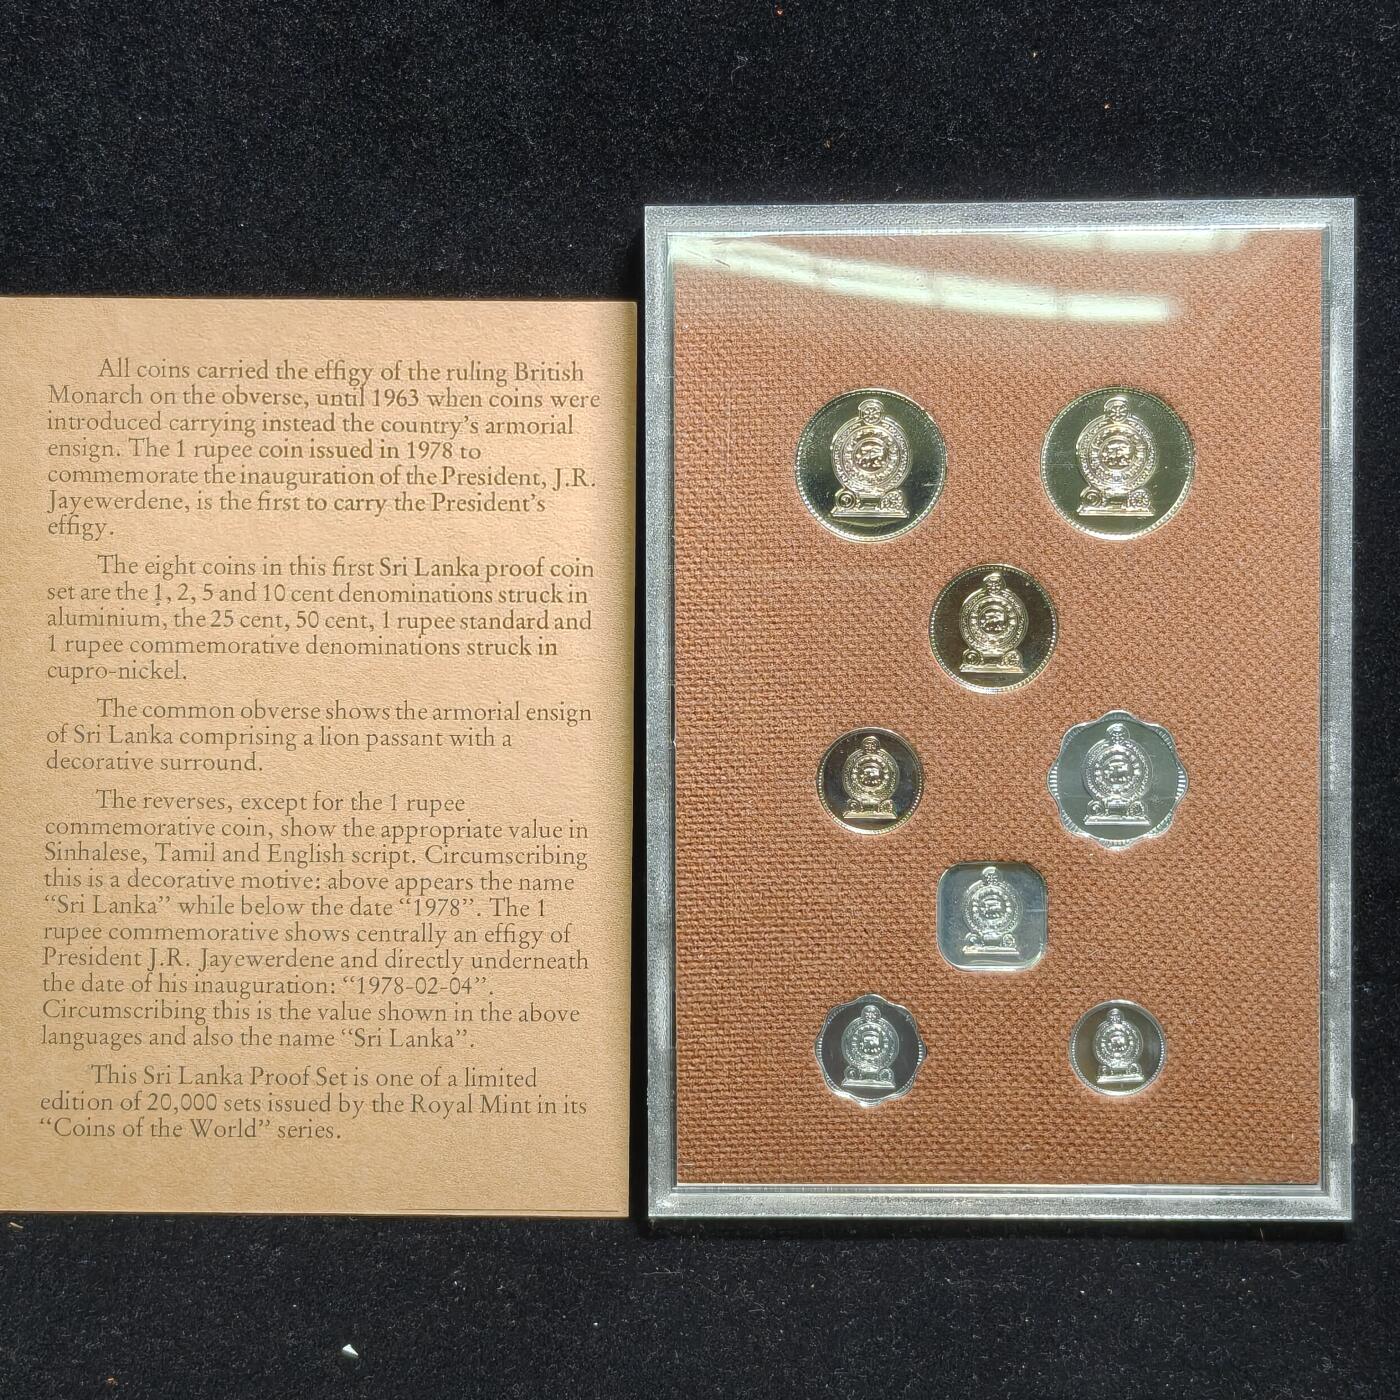 All coins carried the effigy of the ruling British
Monarch on the obverse, until 1963 when coins were
introduced carrying instead the country's armorial
ensign. The 1 rupee coin issued in 1978 to
commemorate the inauguration of the President, J.R.
Jayewerdene, is the first to carry the President's
effigy.
The eight coins in this first Sri Lanka proof coin
set are the 1, 2, 5 and 10 cent denominations struck in
aluminium, the 25 cent, 50 cent, 1 rupee standard and
1 rupee commemorative denominations struck in
cupro-nickel.
The common obverse shows the armorial ensign
of Sri Lanka comprising a lion passant with a
decorative surround.
The reverses, except for the 1 rupee
commemorative coin, show the appropriate value in
Sinhalese, Tamil and English script. Circumscribing
this is a decorative motive: above appears the name
“Sri Lanka” while below the date “1978”. The 1
rupee commemorative shows centrally an effigy of
President J.R. Jayewerdene and directly underneath
the date of his inauguration: “1978-02-04”.
Circumscribing this is the value shown in the above
languages and also the name “Sri Lanka”.
This Sri Lanka Proof Set is one of a limited
edition of 20,000 sets issued by the Royal Mint in its
“Coins of the World” series.